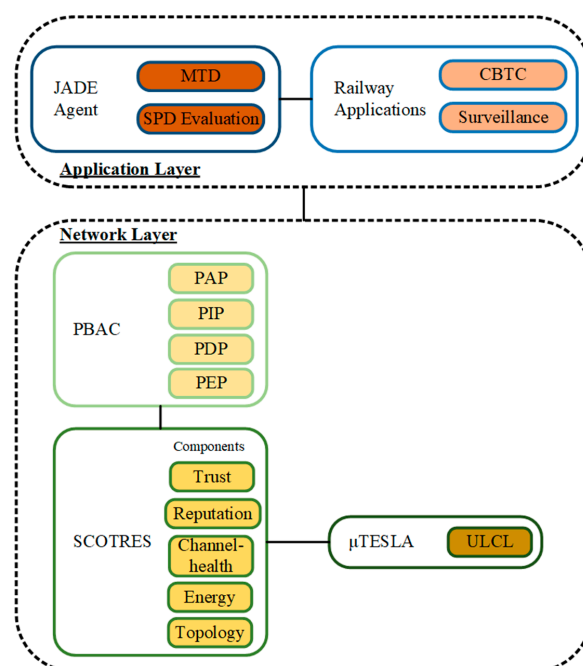 JADE
Agent
MTD
SPD Evaluation
Railway
Applications
CBTC
Surveillance
Application Layer
Network Layer
PBAC
PAP
PIP
PDP
PEP
SCOTRES
Components
Trust
Reputation
Channel-
health
Energy
Topology
μTESLA
ULCL